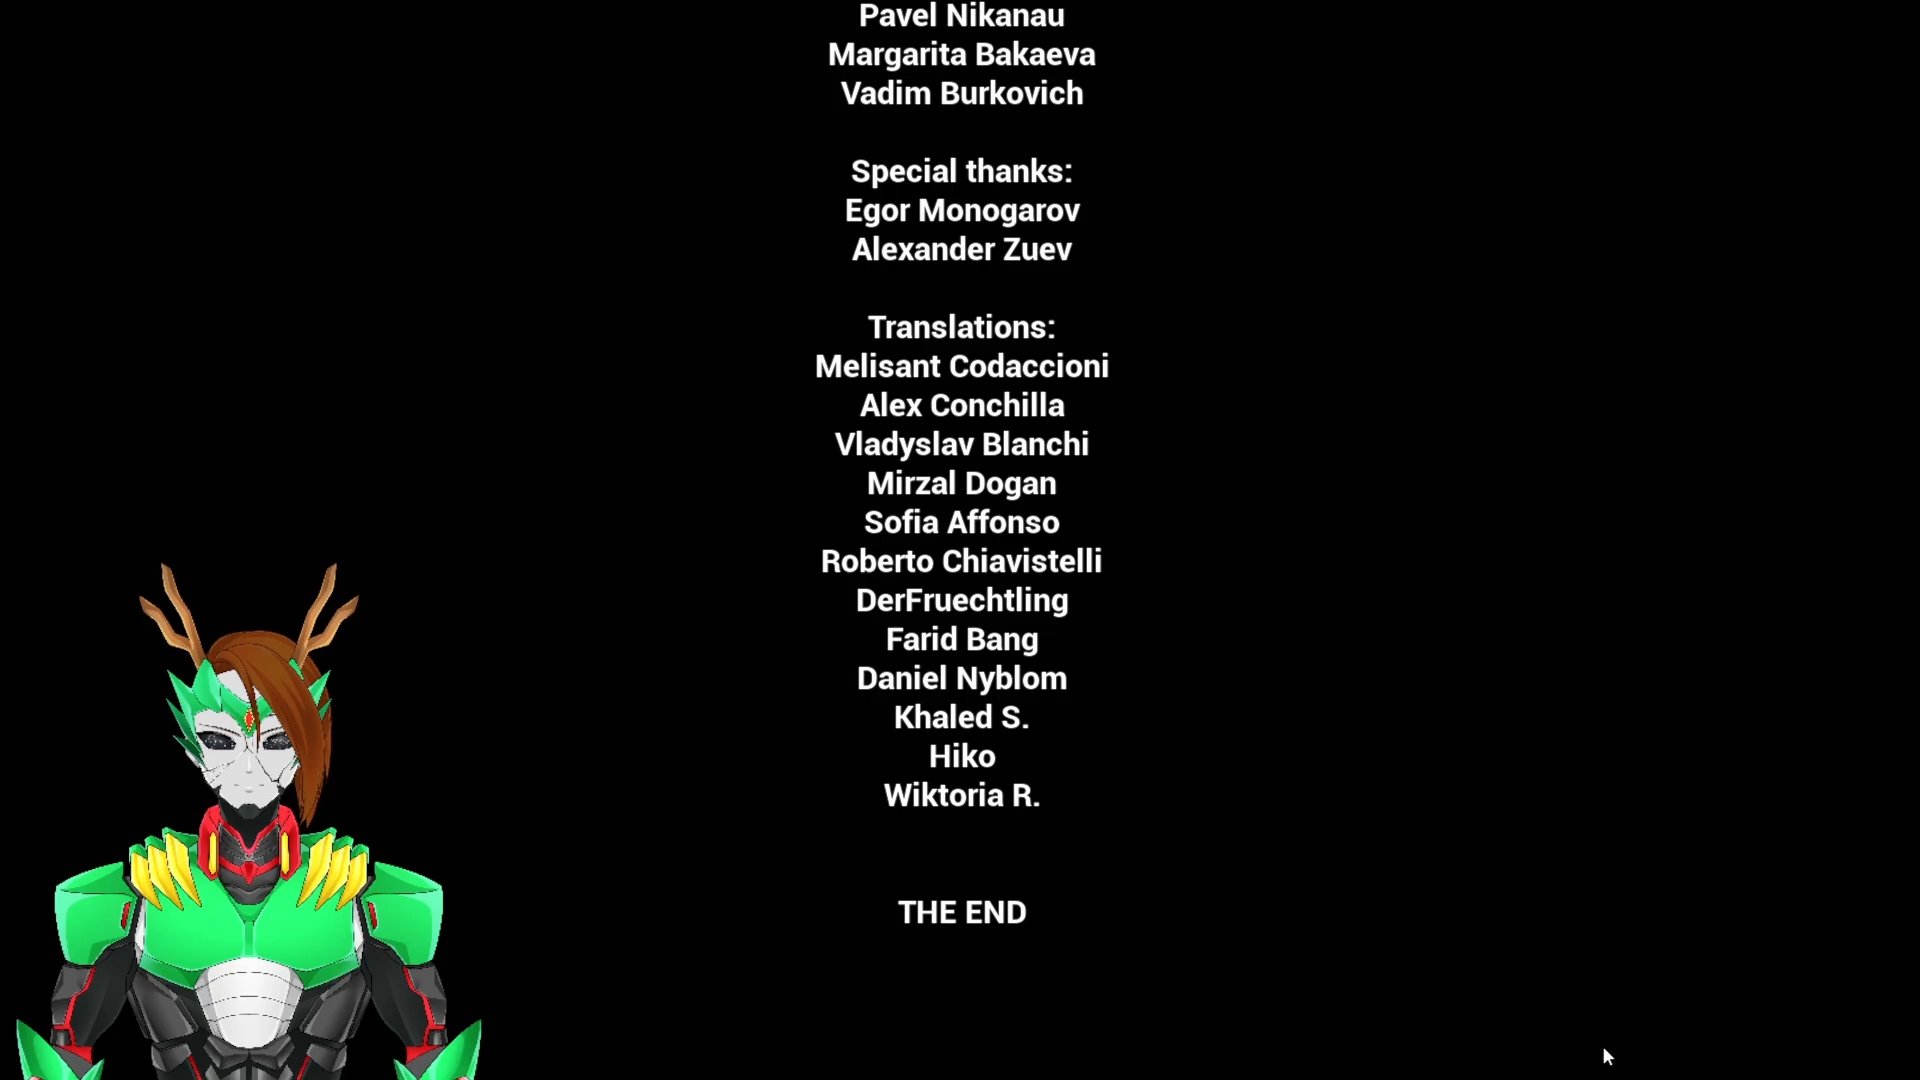 Pavel Nikanau
Margarita Bakaeva
Vadim Burkovich
Special thanks:
Egor Monogarov
Alexander Zuev
Translations:
Melisant Codaccioni
Alex Conchilla
Vladyslav Blanchi
Mirzal Dogan
Sofia Affonso
Roberto Chiavistelli
DerFruechtling
Farid Bang
Daniel Nyblom
Khaled S.
Hiko
Wiktoria R.
THE END